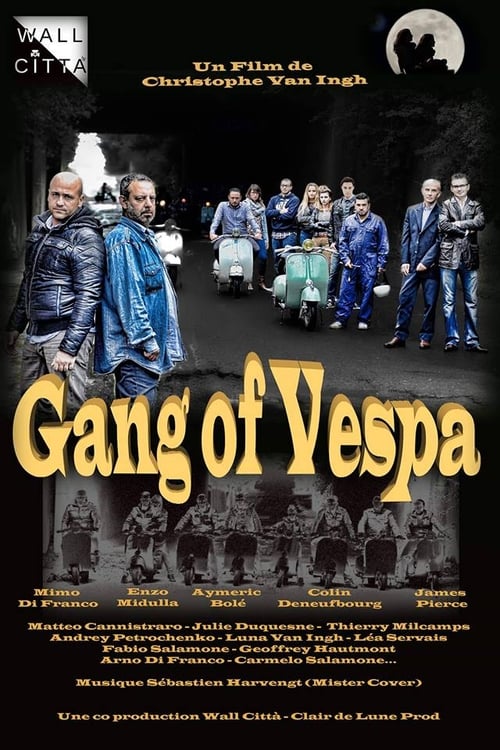 WALL
CITTA
Un Film de
Christophe Van Ingh
Gang of Vespa
Mimo Di Franco
Enzo Midulla
Aymeric Bolé
Colin Deneufbourg
James Pierce
Matteo Cannistraro - Julie Duquesne - Thierry Milcamps
Andrey Petrochenko - Luna Van Ingh - Léa Servais
Fabio Salamone - Geoffrey Hautmont
Arno Di Franco - Carmelo Salamone...
Musique Sébastien Harvengt (Mister Cover)
Une co production Wall Città - Clair de Lune Prod